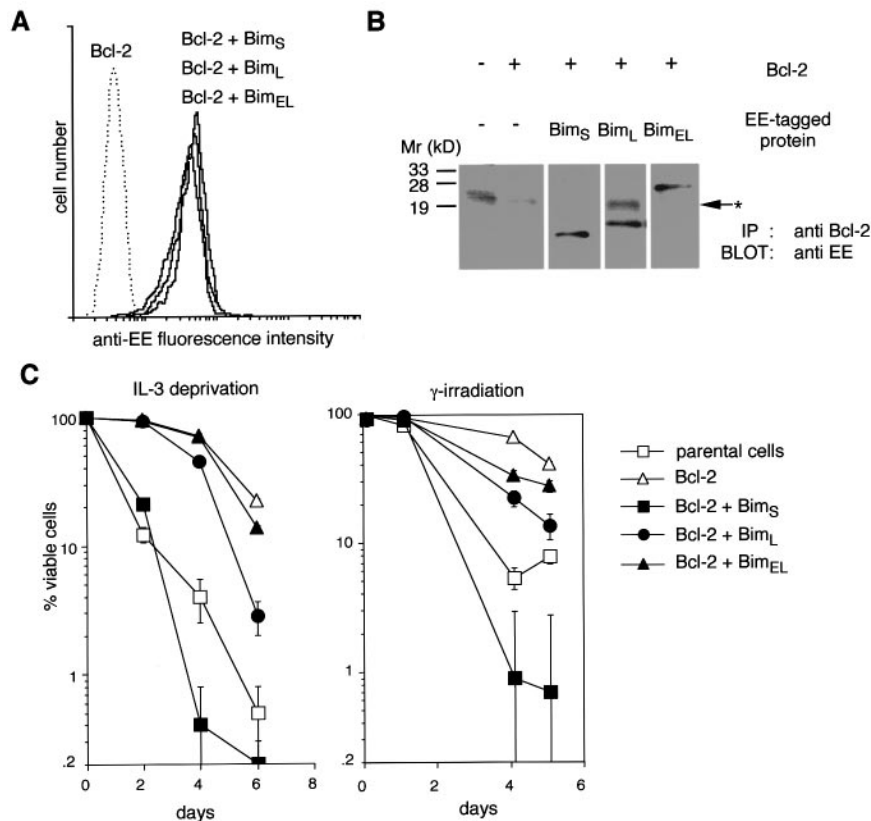 A
Bcl-2
Bcl-2 + BimS
Bcl-2 + BimL
Bcl-2 + BimEL
cell number
anti-EE fluorescence intensity
B
- + + + + Bcl-2
- - BimS BimL BimEL EE-tagged protein
Mr (kD)
33
28
19
*
IP : anti Bcl-2
BLOT: anti EE
C
IL-3 deprivation
100
10
1
.2
% viable cells
0 2 4 6 8
days
γ-irradiation
100
10
1
.2
0 2 4 6
days
parental cells
Bcl-2
Bcl-2 + BimS
Bcl-2 + BimL
Bcl-2 + BimEL